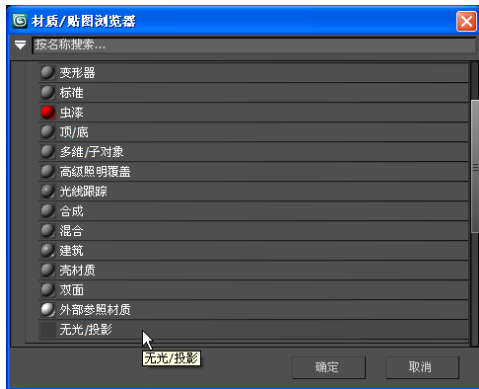 材质/贴图浏览器
按名称搜索...
变形器
标准
虫漆
顶/底
多维/子对象
高级照明覆盖
光线跟踪
合成
混合
建筑
壳材质
双面
外部参照材质
无光/投影
无光/投影
确定
取消